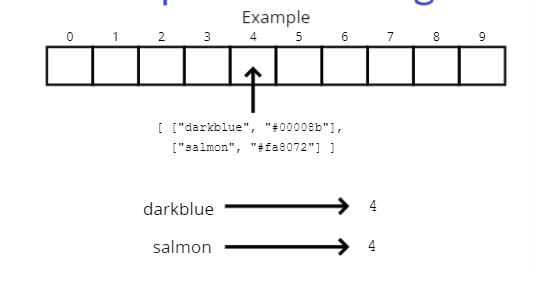 Example
0 1 2 3 4 5 6 7 8 9
[ ["darkblue", "#00008b"],
["salmon", "#fa8072"] ]
darkblue 4
salmon 4